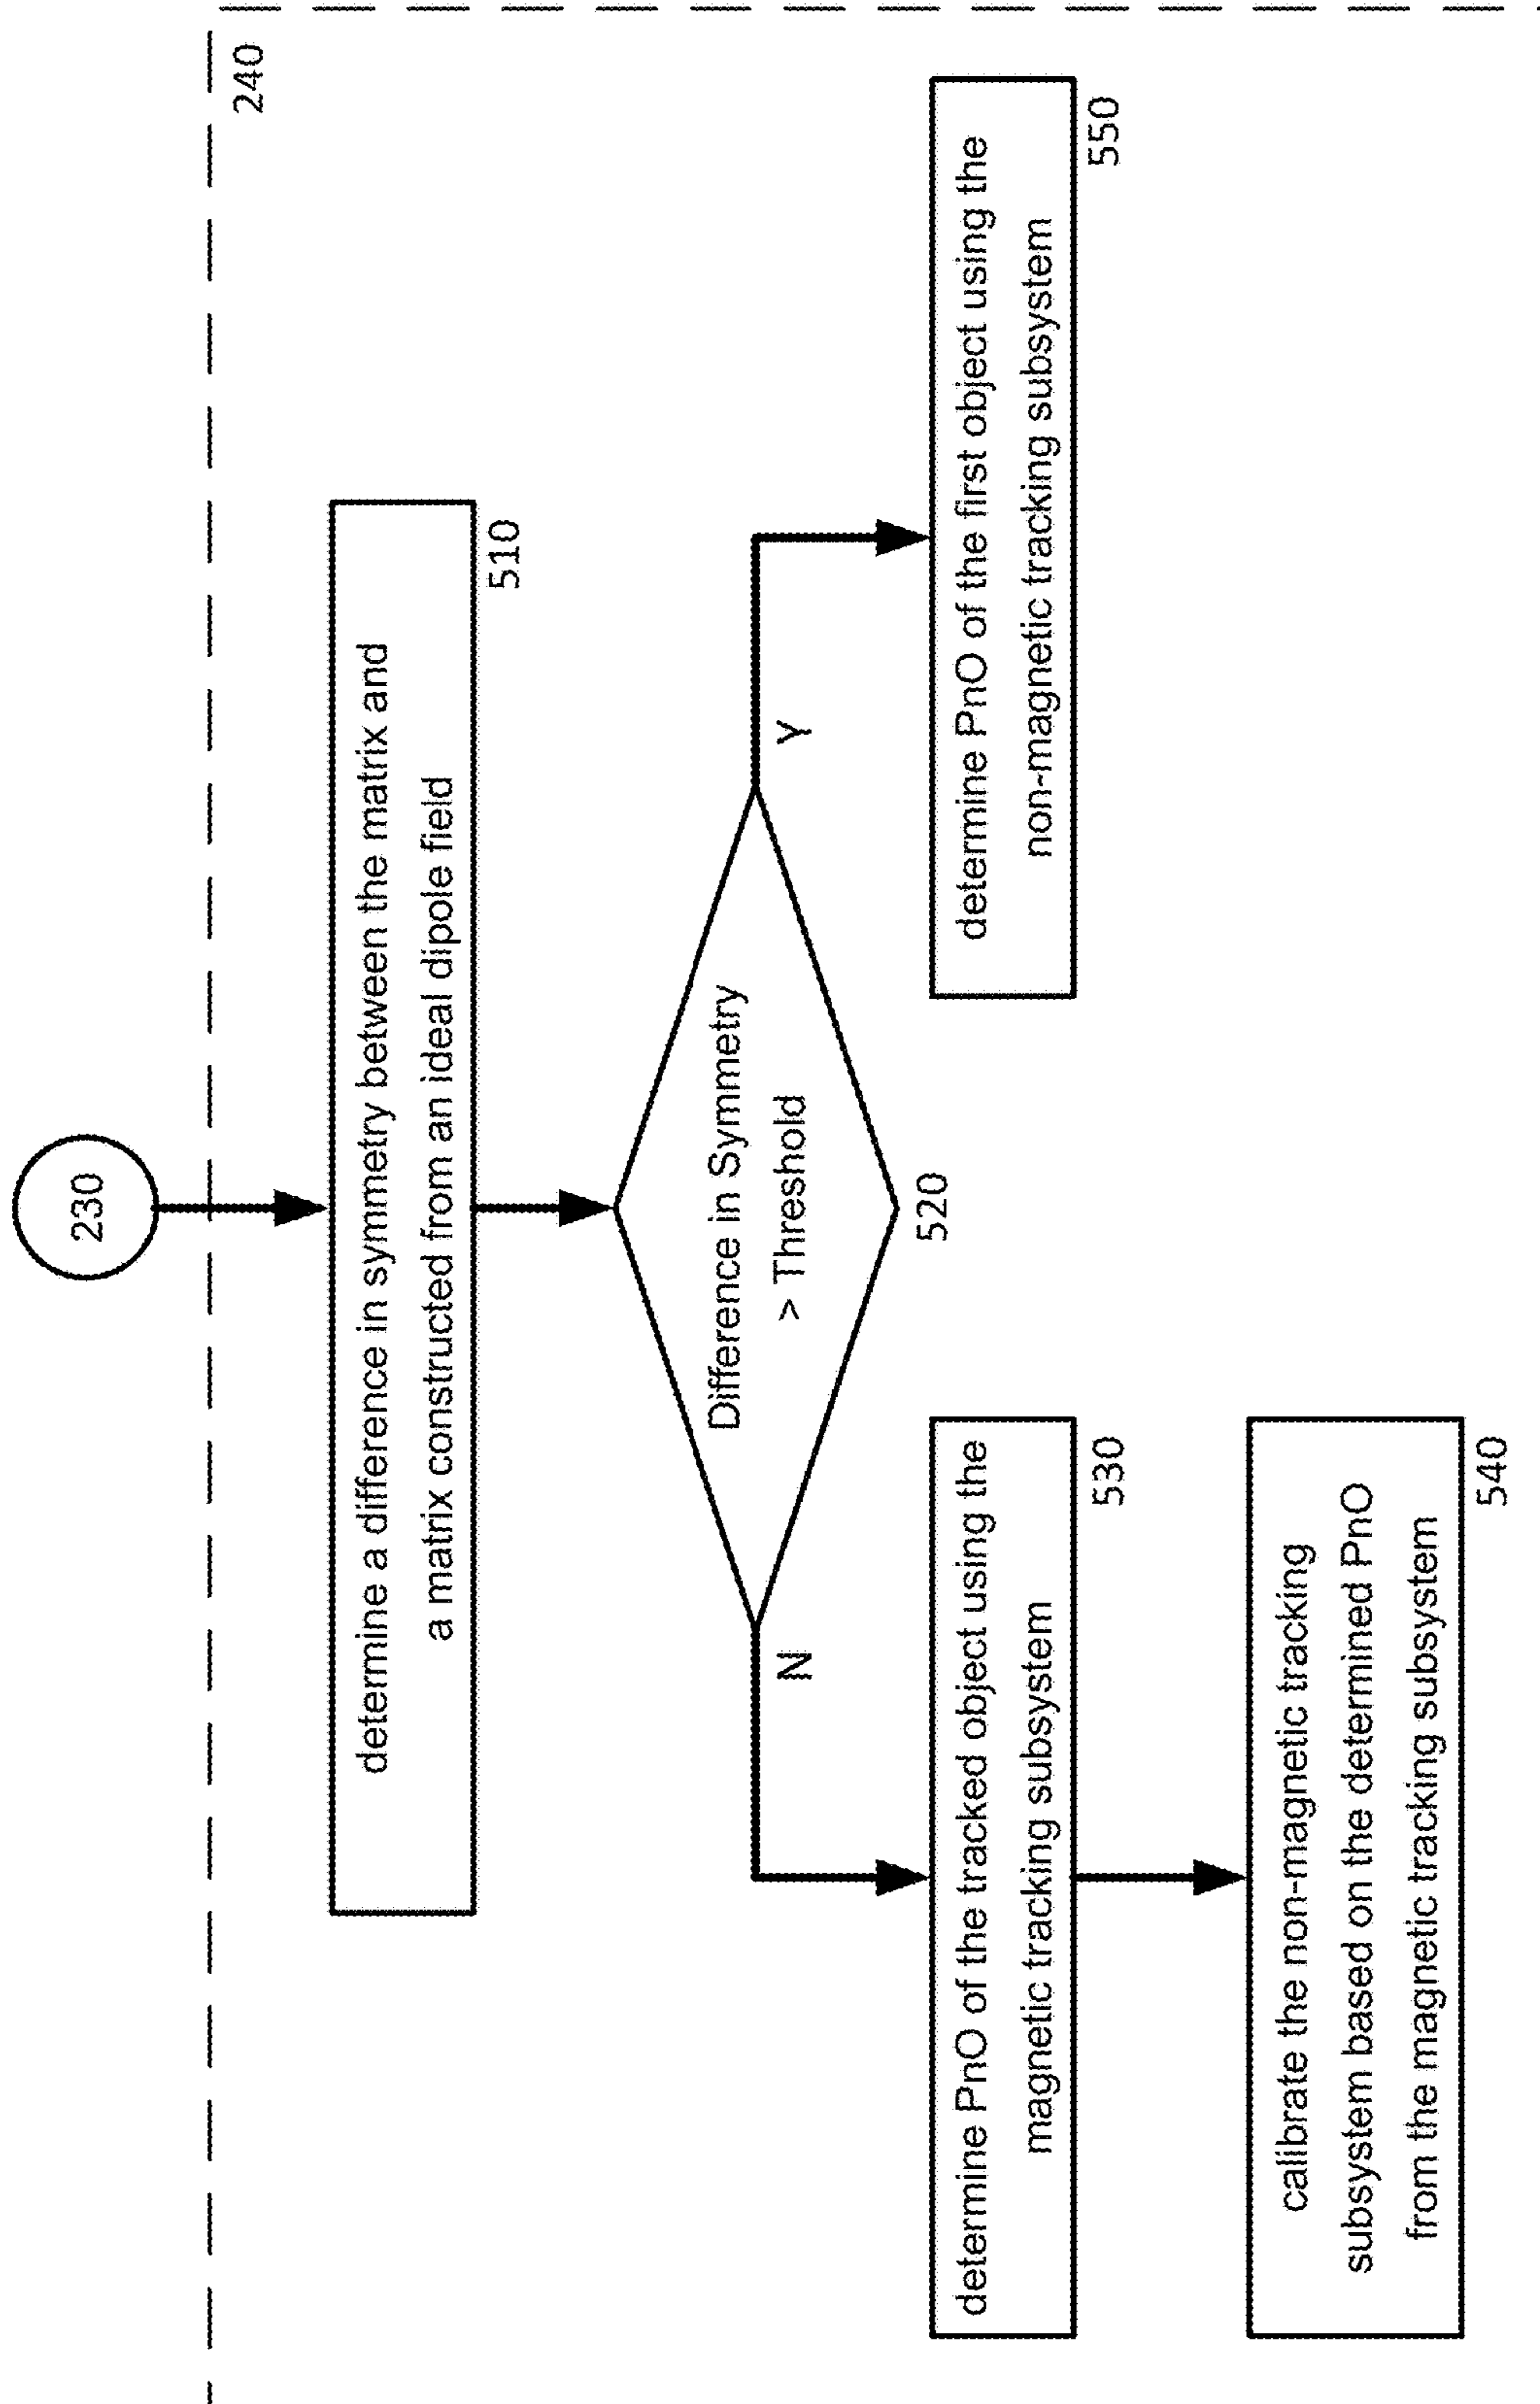 230
240
determine a difference in symmetry between the matrix and
a matrix constructed from an ideal dipole field
510
Difference in Symmetry
> Threshold
520
N
Y
determine PnO of the tracked object using the
magnetic tracking subsystem
530
determine PnO of the first object using the
non-magnetic tracking subsystem
550
calibrate the non-magnetic tracking
subsystem based on the determined PnO
from the magnetic tracking subsystem
540